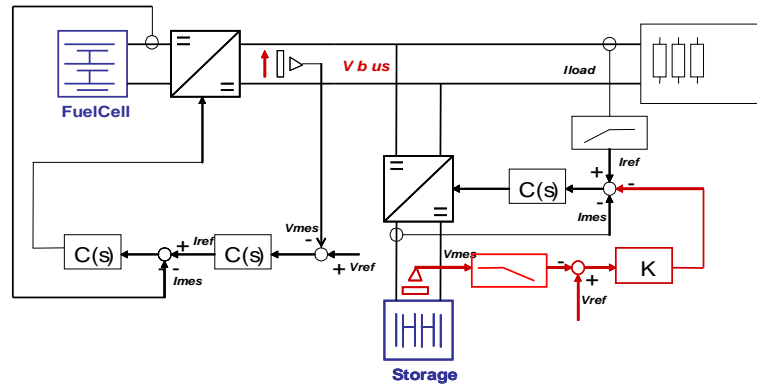 V b us
Iload
FuelCell
Iref
C(s)
Imes
Vmes
Iref
C(s)
C(s)
Vref
Imes
Vmes
K
Vref
Storage